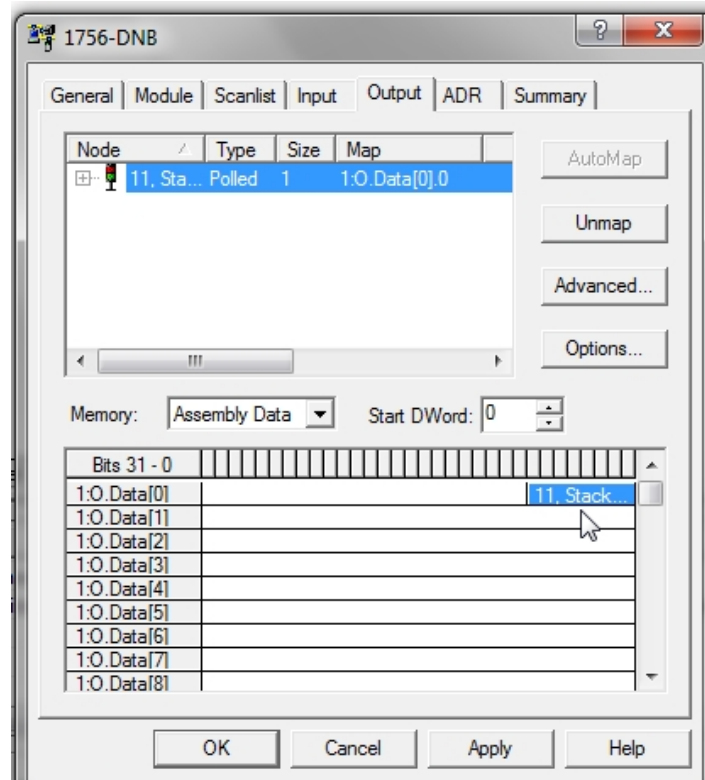 1756-DNB
General Module Scanlist Input Output ADR Summary
Node Type Size Map
11, Sta... Polled 1 1:O.Data[0].0
AutoMap
Unmap
Advanced...
Options...
Memory: Assembly Data Start DWord: 0
Bits 31 - 0
1:O.Data[0] 11, Stack...
1:O.Data[1]
1:O.Data[2]
1:O.Data[3]
1:O.Data[4]
1:O.Data[5]
1:O.Data[6]
1:O.Data[7]
1:O.Data[8]
OK Cancel Apply Help